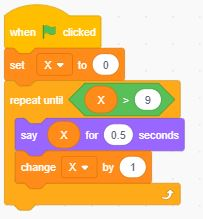 when clicked
set X to 0
repeat until X > 9
say X for 0.5 seconds
change X by 1